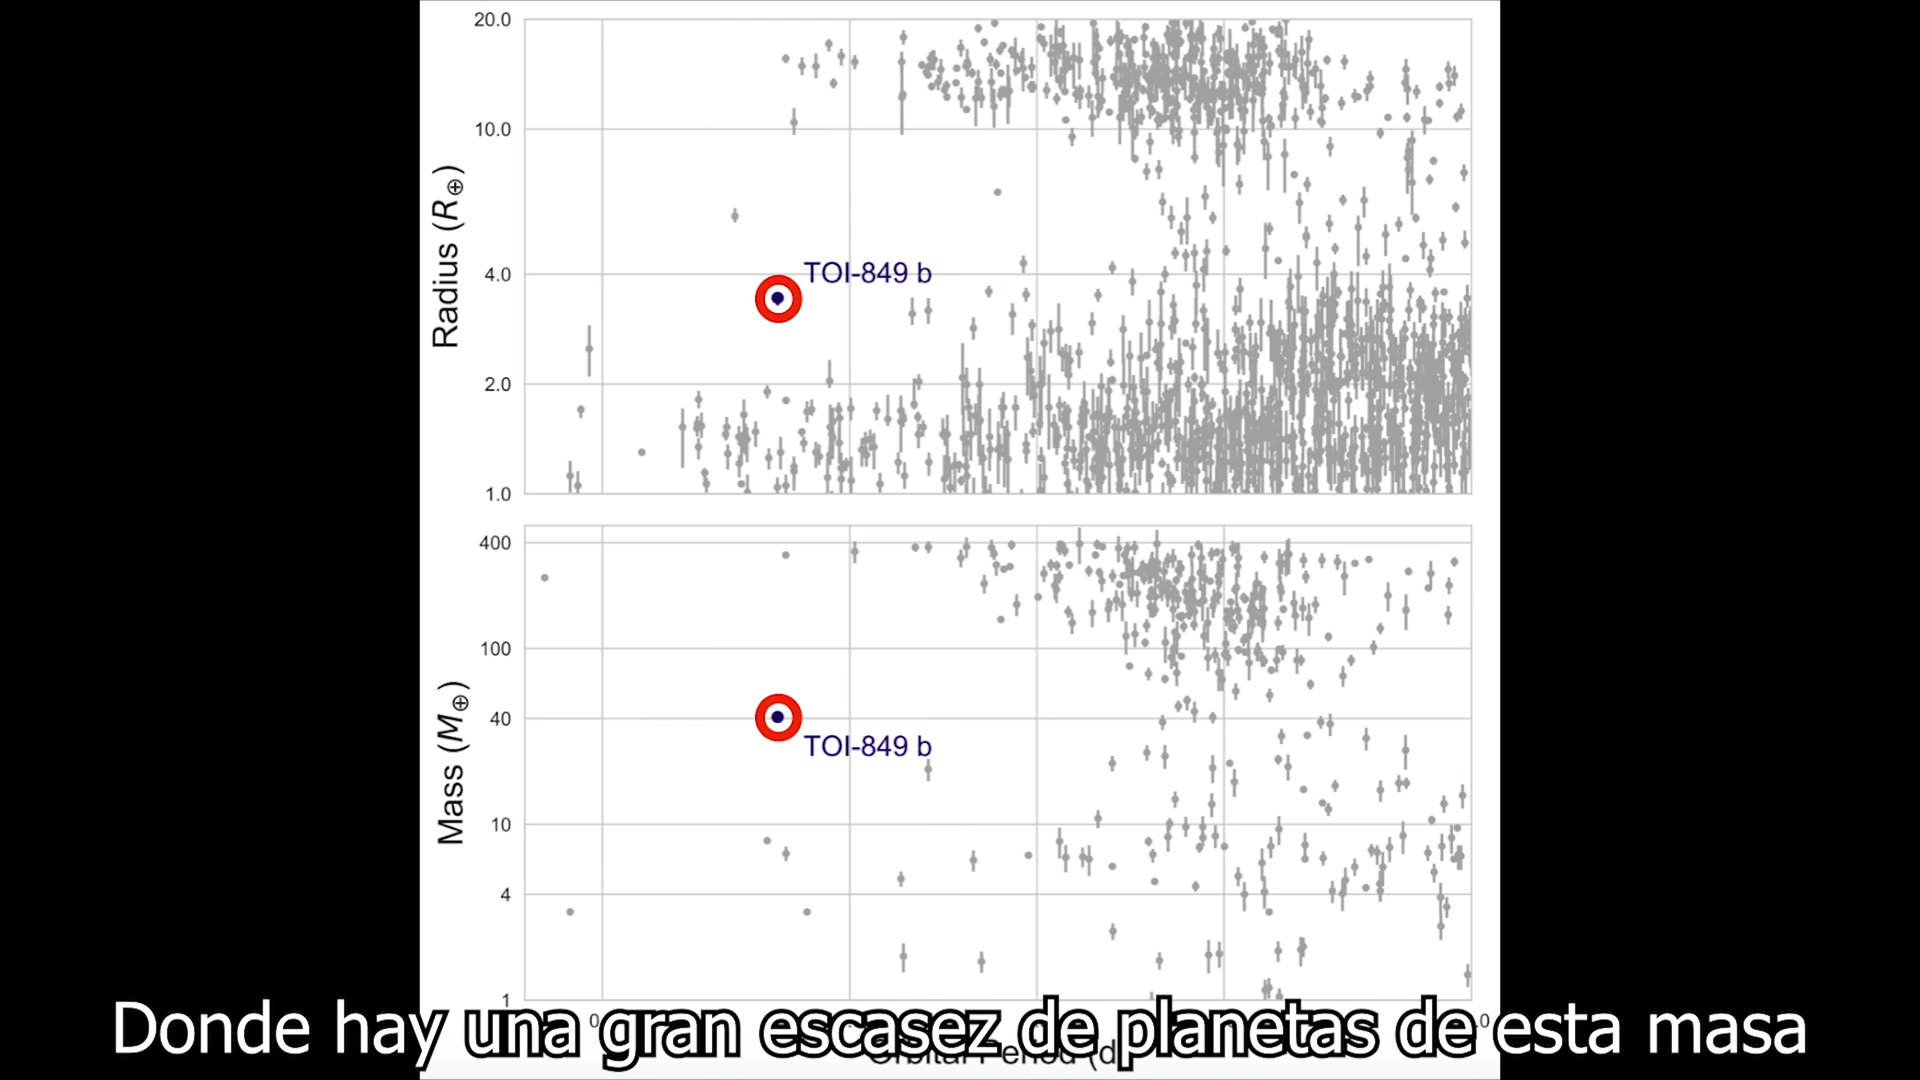 20.0
10.0
4.0
2.0
1.0
Radius (R⊕)
TOI-849 b
400
100
40
10
4
1
Mass (M⊕)
TOI-849 b
Donde hay una gran escasez de planetas de esta masa